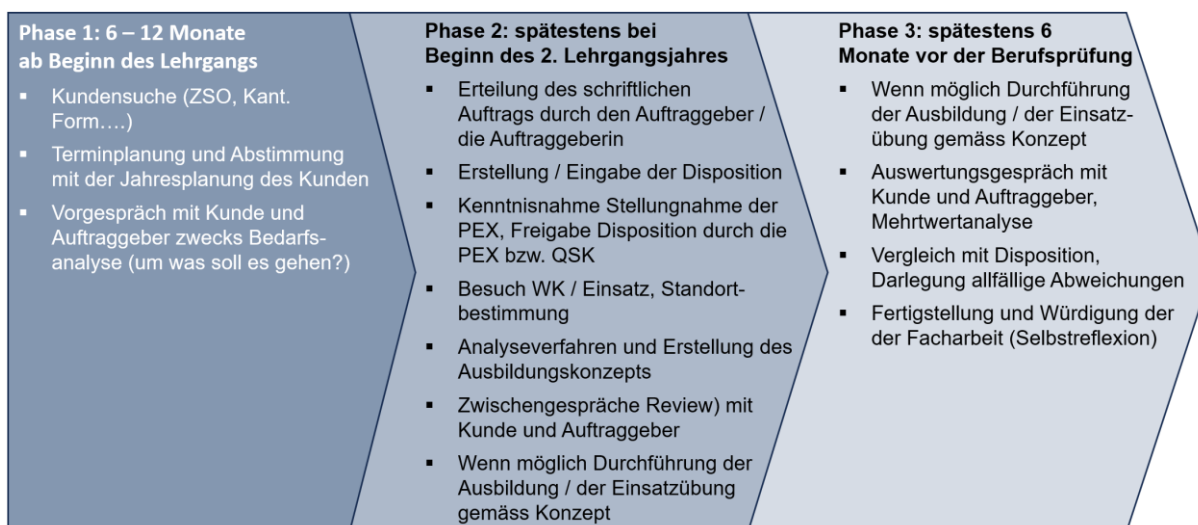 Phase 1: 6 – 12 Monate
ab Beginn des Lehrgangs
▪ Kundensuche (ZSO, Kant.
Form….)
▪ Terminplanung und Abstimmung
mit der Jahresplanung des Kunden
▪ Vorgespräch mit Kunde und
Auftraggeber zwecks Bedarfs-
analyse (um was soll es gehen?)
Phase 2: spätestens bei
Beginn des 2. Lehrgangsjahres
▪ Erteilung des schriftlichen
Auftrags durch den Auftraggeber /
die Auftraggeberin
▪ Erstellung / Eingabe der Disposition
▪ Kenntnisnahme Stellungnahme der
PEX, Freigabe Disposition durch die
PEX bzw. QSK
▪ Besuch WK / Einsatz, Standort-
bestimmung
▪ Analyseverfahren und Erstellung des
Ausbildungskonzepts
▪ Zwischengespräche Review) mit
Kunde und Auftraggeber
▪ Wenn möglich Durchführung der
Ausbildung / der Einsatzübung
gemäss Konzept
Phase 3: spätestens 6
Monate vor der Berufsprüfung
▪ Wenn möglich Durchführung
der Ausbildung / der Einsatz-
übung gemäss Konzept
▪ Auswertungsgespräch mit
Kunde und Auftraggeber,
Mehrtwertanalyse
▪ Vergleich mit Disposition,
Darlegung allfällige Abweichungen
▪ Fertigstellung und Würdigung der
der Facharbeit (Selbstreflexion)